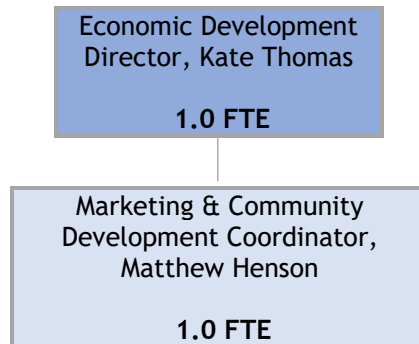 Economic Development
Director, Kate Thomas
1.0 FTE
Marketing & Community
Development Coordinator,
Matthew Henson
1.0 FTE